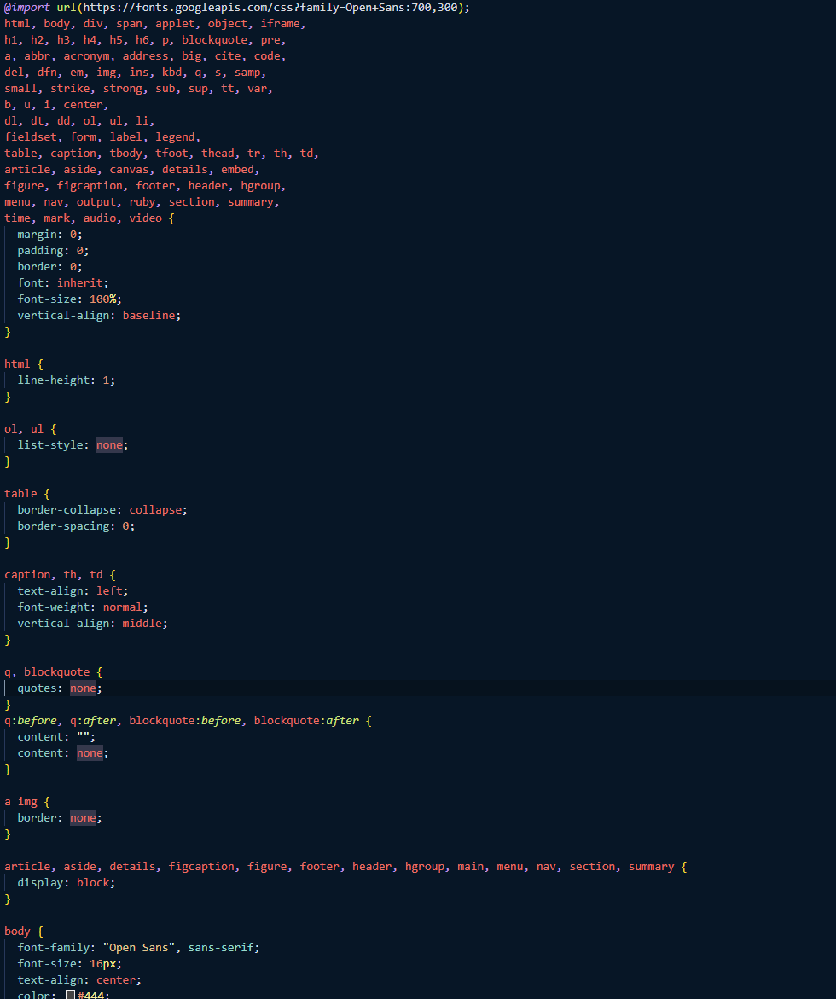 @import url(https://fonts.googleapis.com/css?family=Open+Sans:700,300);
html, body, div, span, applet, object, iframe,
h1, h2, h3, h4, h5, h6, p, blockquote, pre,
a, abbr, acronym, address, big, cite, code,
del, dfn, em, img, ins, kbd, q, s, samp,
small, strike, strong, sub, sup, tt, var,
b, u, i, center,
dl, dt, dd, ol, ul, li,
fieldset, form, label, legend,
table, caption, tbody, tfoot, thead, tr, th, td,
article, aside, canvas, details, embed,
figure, figcaption, footer, header, hgroup,
menu, nav, output, ruby, section, summary,
time, mark, audio, video {
  margin: 0;
  padding: 0;
  border: 0;
  font: inherit;
  font-size: 100%;
  vertical-align: baseline;
}

html {
  line-height: 1;
}

ol, ul {
  list-style: none;
}

table {
  border-collapse: collapse;
  border-spacing: 0;
}

caption, th, td {
  text-align: left;
  font-weight: normal;
  vertical-align: middle;
}

q, blockquote {
  quotes: none;
}
q:before, q:after, blockquote:before, blockquote:after {
  content: "";
  content: none;
}

a img {
  border: none;
}

article, aside, details, figcaption, figure, footer, header, hgroup, main, menu, nav, section, summary {
  display: block;
}

body {
  font-family: "Open Sans", sans-serif;
  font-size: 16px;
  text-align: center;
  color: #444;